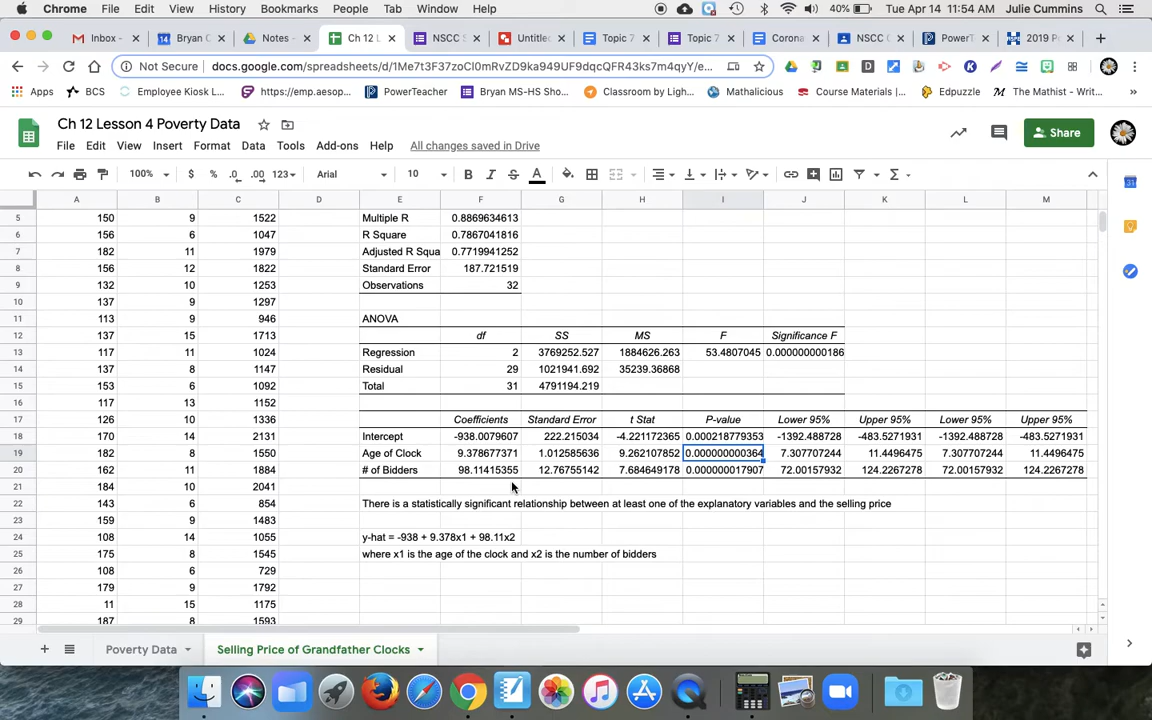 Chrome File Edit View History Bookmarks People Tab Window Help 40% Tue Apr 14 11:54 AM Julie Cummins
Inbox - Bryan C Notes - Ch 12 L NSCC S Untitle Topic 7 Topic 7 Corona NSCC C PowerT 2019 P
Not Secure docs.google.com/spreadsheets/d/1Me7t3F37zoCl0mRvZD9ka949UF9dqcQFR43ks7m4qyY/e...
Apps BCS Employee Kiosk L... https://emp.aesop... PowerTeacher Bryan MS-HS Sho... Classroom by Ligh... Mathalicious Course Materials |... Edpuzzle The Mathist - Writ...
Ch 12 Lesson 4 Poverty Data
File Edit View Insert Format Data Tools Add-ons Help All changes saved in Drive
Share
100% $ % .0 .00 123 Arial 10 B I S A
A B C D E F G H I J K L M
5 150 9 1522 Multiple R 0.8869634613
6 156 6 1047 R Square 0.7867041816
7 182 11 1979 Adjusted R Squa 0.7719941252
8 156 12 1822 Standard Error 187.721519
9 132 10 1253 Observations 32
10 137 9 1297
11 113 9 946 ANOVA
12 137 15 1713 df SS MS F Significance F
13 117 11 1024 Regression 2 3769252.527 1884626.263 53.4807045 0.000000000186
14 137 8 1147 Residual 29 1021941.692 35239.36868
15 153 6 1092 Total 31 4791194.219
16 117 13 1152
17 126 10 1336 Coefficients Standard Error t Stat P-value Lower 95% Upper 95% Lower 95% Upper 95%
18 170 14 2131 Intercept -938.0079607 222.215034 -4.221172365 0.000218779353 -1392.488728 -483.5271931 -1392.488728 -483.5271931
19 182 8 1550 Age of Clock 9.378677371 1.012585636 9.262107852 0.000000000364 7.307707244 11.4496475 7.307707244 11.4496475
20 162 11 1884 # of Bidders 98.11415355 12.76755142 7.684649178 0.000000017907 72.00157932 124.2267278 72.00157932 124.2267278
21 184 10 2041
22 143 6 854 There is a statistically significant relationship between at least one of the explanatory variables and the selling price
23 159 9 1483
24 108 14 1055 y-hat = -938 + 9.378x1 + 98.11x2
25 175 8 1545 where x1 is the age of the clock and x2 is the number of bidders
26 108 6 729
27 179 9 1792
28 11 15 1175
29 187 8 1593
Poverty Data Selling Price of Grandfather Clocks